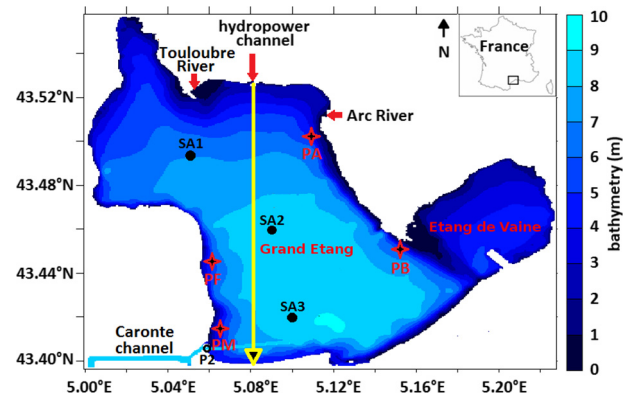 hydropower
channel
Touloubre
River
N
France
Arc River
SA1
PA
SA2
Grand Etang
Etang de Vaine
PB
PF
SA3
PM
P2
Caronte
channel
43.52°N
43.48°N
43.44°N
43.40°N
5.00°E 5.04°E 5.08°E 5.12°E 5.16°E 5.20°E
10
9
8
7
6
5
4
3
2
1
0
bathymetry (m)